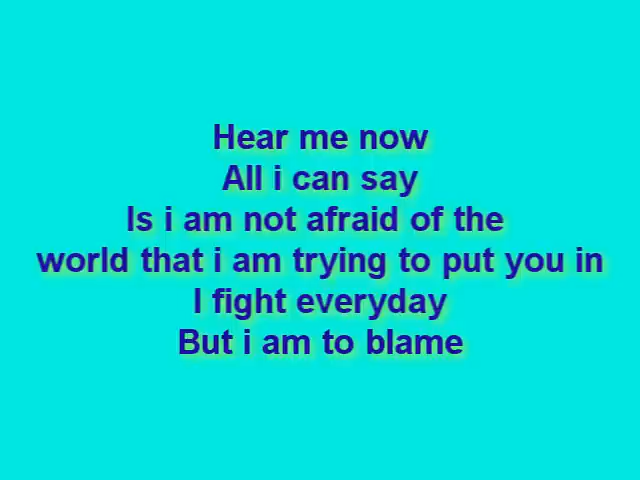 Hear me now
All i can say
Is i am not afraid of the
world that i am trying to put you in
I fight everyday
But i am to blame